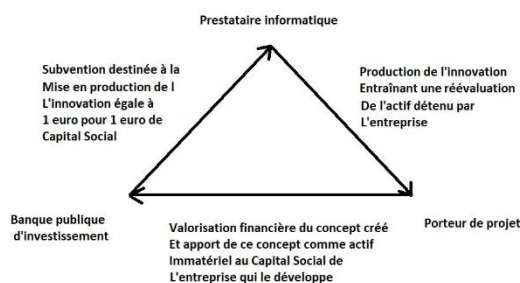 Prestataire informatique
Subvention destinée à la
Mise en production de l
L'innovation égale à
1 euro pour 1 euro de
Capital Social
Production de l'innovation
Entraînant une réévaluation
De l'actif détenu par
L'entreprise
Banque publique
d'investissement
Valorisation financière du concept créé
Et apport de ce concept comme actif
Immatériel au Capital Social de
L'entreprise qui le développe
Porteur de projet